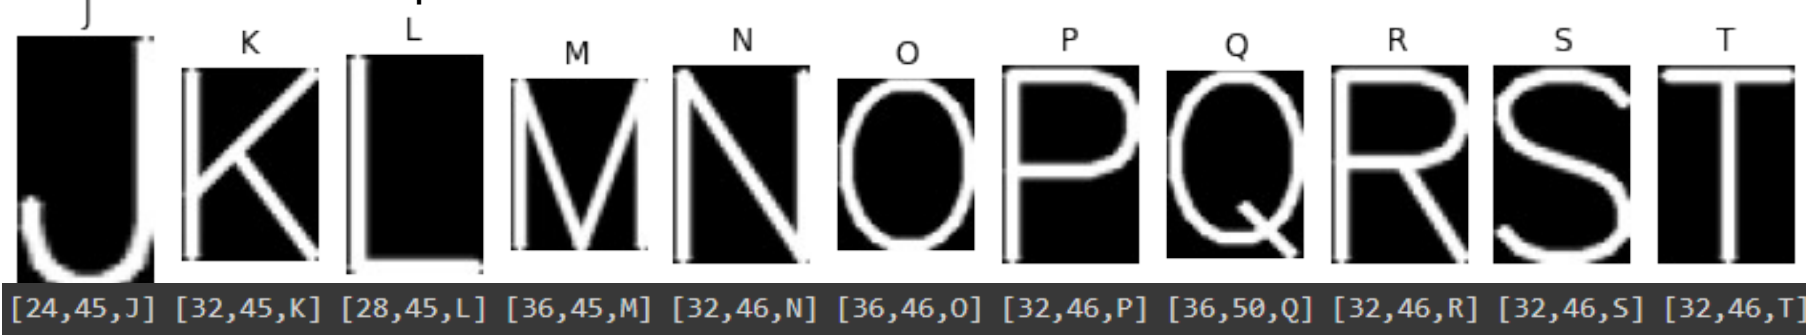 J K L M N O P Q R S T
J K L M N O P Q R S T
[24,45,J] [32,45,K] [28,45,L] [36,45,M] [32,46,N] [36,46,O] [32,46,P] [36,50,Q] [32,46,R] [32,46,S] [32,46,T]